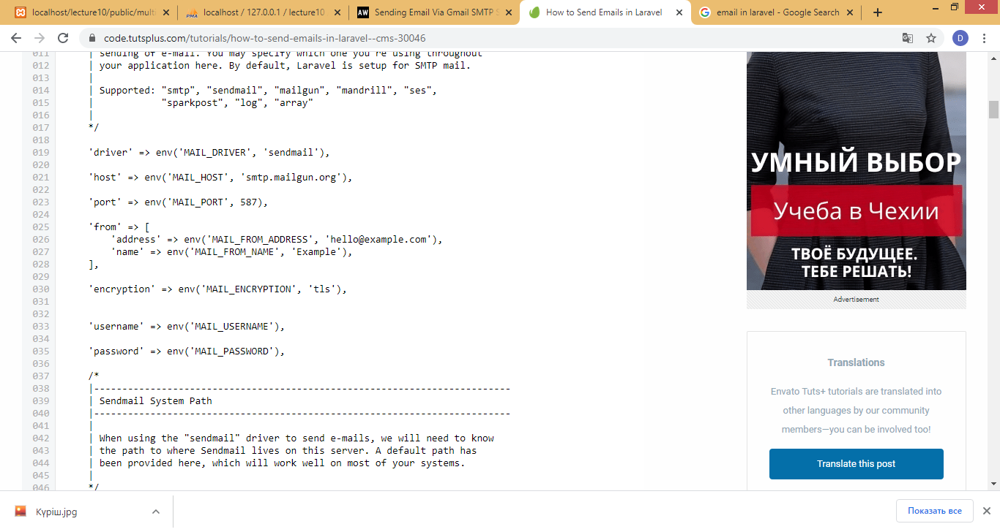 localhost/lecture10/public/mult
localhost / 127.0.0.1 / lecture10
AW Sending Email Via Gmail SMTP S
How to Send Emails in Laravel
email in laravel - Google Search
code.tutsplus.com/tutorials/how-to-send-emails-in-laravel--cms-30046
D
011 | sending of e-mail. You may specify which one you're using throughout
012 | your application here. By default, Laravel is setup for SMTP mail.
013 |
014 | Supported: "smtp", "sendmail", "mailgun", "mandrill", "ses",
015 | "sparkpost", "log", "array"
016 |
017 */
018
019 'driver' => env('MAIL_DRIVER', 'sendmail'),
020
021 'host' => env('MAIL_HOST', 'smtp.mailgun.org'),
022
023 'port' => env('MAIL_PORT', 587),
024
025 'from' => [
026 'address' => env('MAIL_FROM_ADDRESS', 'hello@example.com'),
027 'name' => env('MAIL_FROM_NAME', 'Example'),
028 ],
029
030 'encryption' => env('MAIL_ENCRYPTION', 'tls'),
031
032
033 'username' => env('MAIL_USERNAME'),
034
035 'password' => env('MAIL_PASSWORD'),
036
037 /*
038 |--------------------------------------------------------------------------
039 | Sendmail System Path
040 |--------------------------------------------------------------------------
041 |
042 | When using the "sendmail" driver to send e-mails, we will need to know
043 | the path to where Sendmail lives on this server. A default path has
044 | been provided here, which will work well on most of your systems.
045 |
046 */
УМНЫЙ ВЫБОР
Учеба в Чехии
ТВОЁ БУДУЩЕЕ.
ТЕБЕ РЕШАТЬ!
Advertisement
Translations
Envato Tuts+ tutorials are translated into
other languages by our community
members—you can be involved too!
Translate this post
Күріш.jpg
Показать все